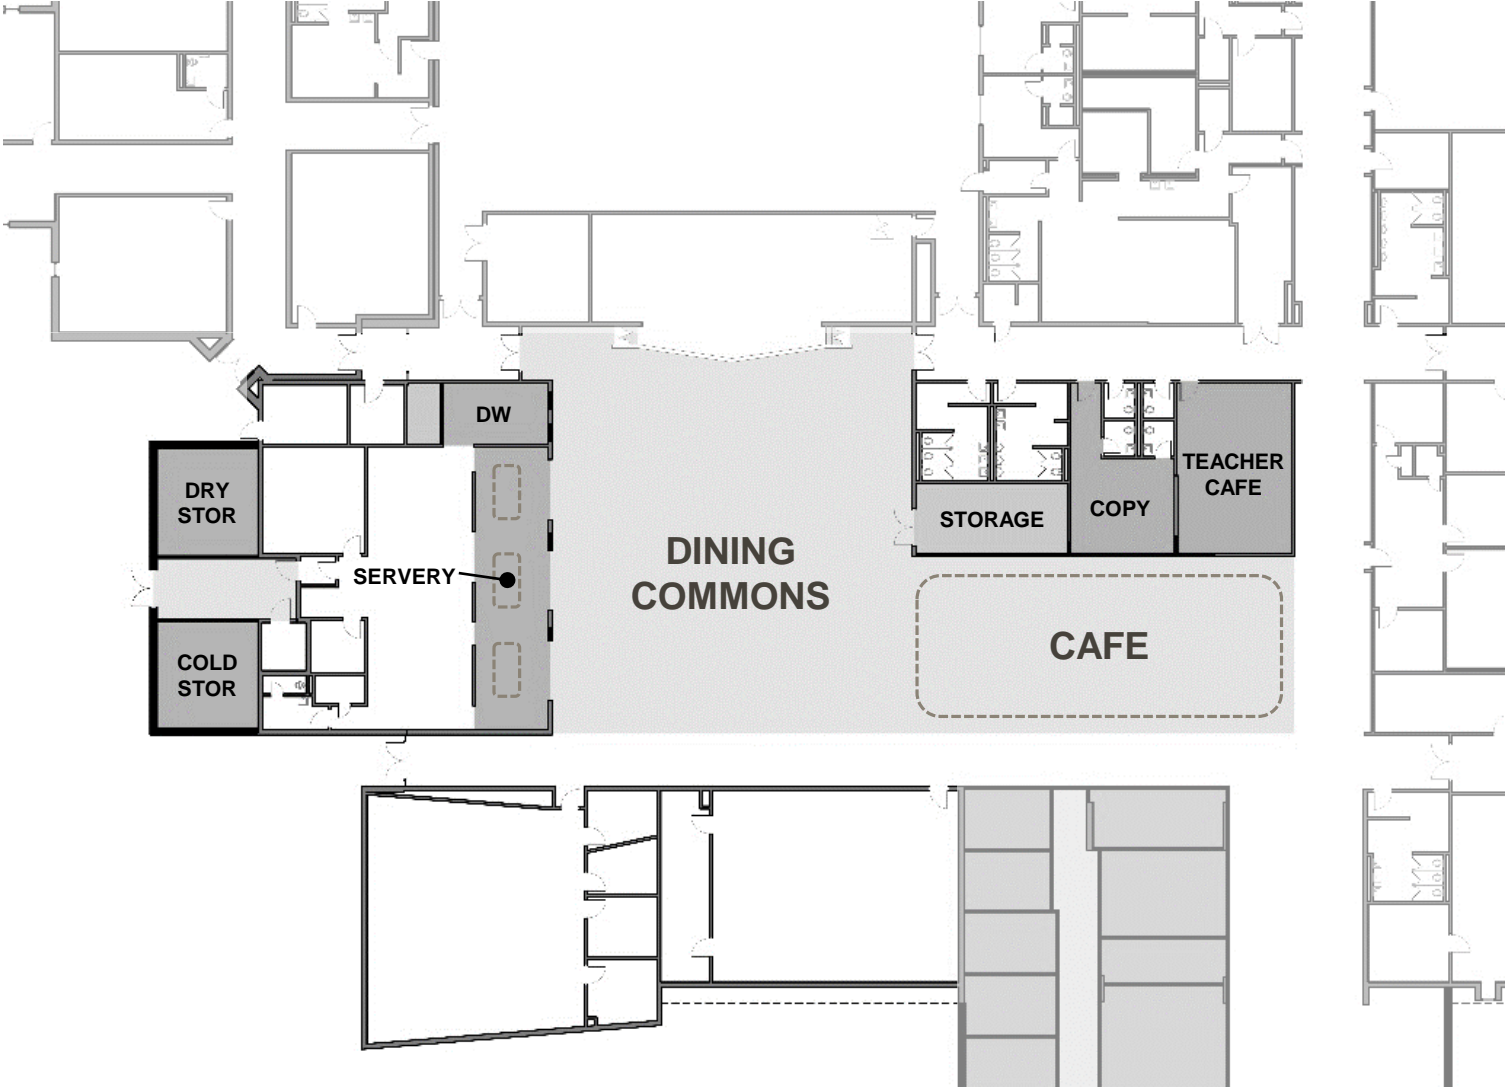 DW
DRY
STOR
SERVERY
COLD
STOR
DINING
COMMONS
STORAGE
COPY
TEACHER
CAFE
CAFE